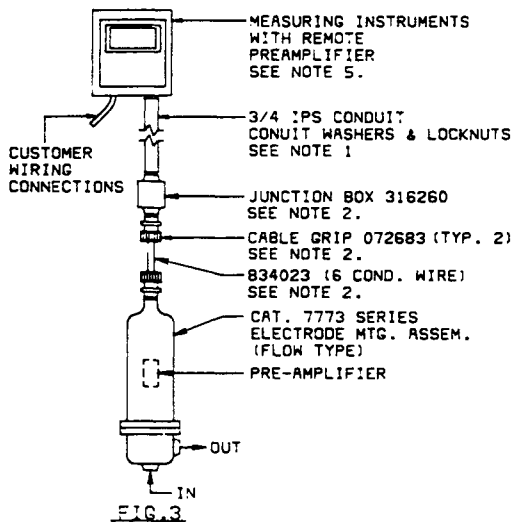 MEASURING INSTRUMENTS
WITH REMOTE
PREAMPLIFIER
SEE NOTE 5.
3/4 IPS CONDUIT
CONUIT WASHERS & LOCKNUTS
SEE NOTE 1
CUSTOMER
WIRING
CONNECTIONS
JUNCTION BOX 316260
SEE NOTE 2.
CABLE GRIP 072683 (TYP. 2)
SEE NOTE 2.
834023 (6 COND. WIRE)
SEE NOTE 2.
CAT. 7773 SERIES
ELECTRODE MTG. ASSEM.
(FLOW TYPE)
PRE-AMPLIFIER
OUT
IN
FIG.3